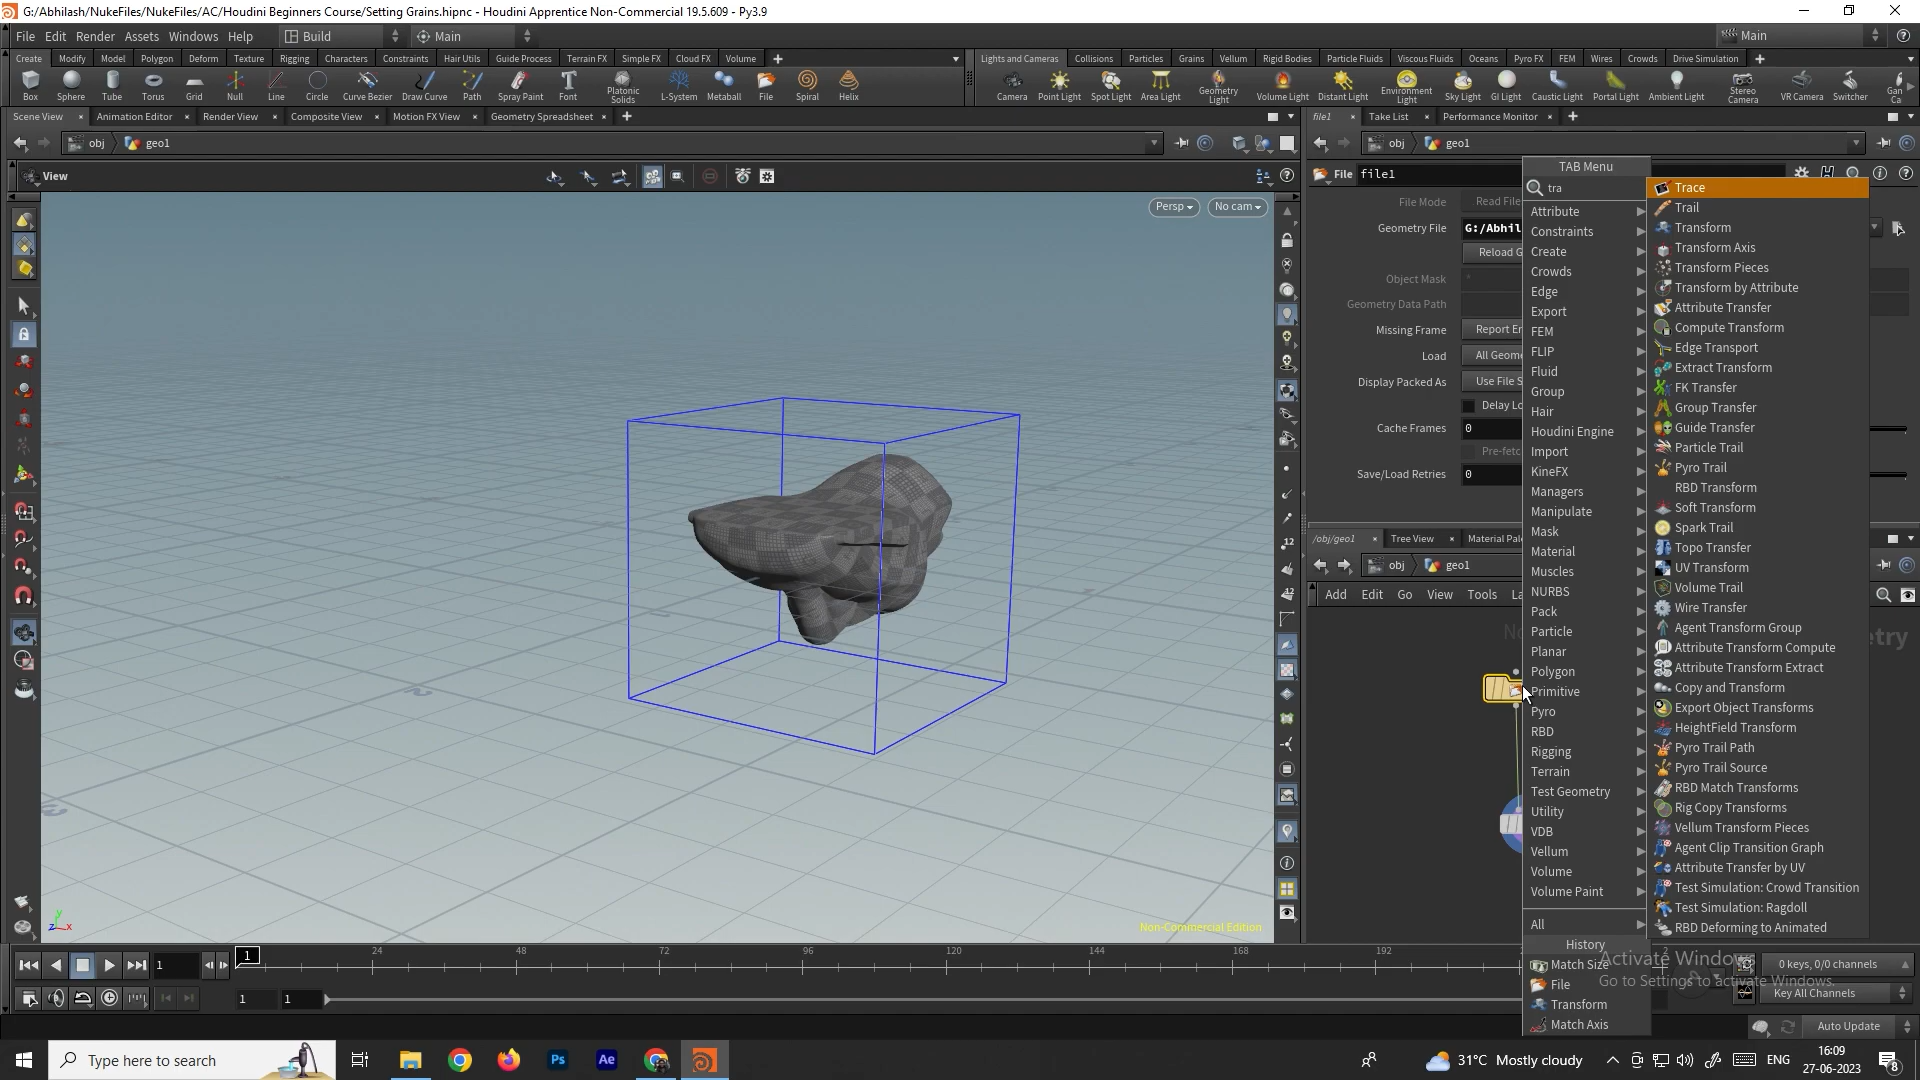 G:/Abhilash/NukeFiles/NukeFiles/AC/Houdini Beginners Course/Setting Grains.hipnc - Houdini Apprentice Non-Commercial 19.5.609 - Py3.9
File Edit Render Assets Windows Help Build Main Main
Create Modify Model Polygon Deform Texture Rigging Characters Constraints Hair Utils Guide Process Terrain FX Simple FX Cloud FX Volume
Lights and Cameras Collisions Particles Grains Vellum Rigid Bodies Particle Fluids Viscous Fluids Oceans Pyro FX FEM Wires Crowds Drive Simulation
Box Sphere Tube Torus Grid Null Line Circle Curve Bezier Draw Curve Path Spray Paint Font Platonic Solids L-System Metaball File Spiral Helix
Camera Point Light Spot Light Area Light Geometry Light Volume Light Distant Light Environment Light Sky Light GI Light Caustic Light Portal Light Ambient Light Stereo Camera VR Camera Switcher Gan Ca
Scene View Animation Editor Render View Composite View Motion FX View Geometry Spreadsheet
file1 Take List Performance Monitor
obj geo1
obj geo1
View
Persp No cam
File file1
File Mode Read File
Geometry File G:/Abhil
Reload G
Object Mask *
Geometry Data Path
Missing Frame Report Er
Load All Geom
Display Packed As Use File S
Delay Lo
Cache Frames 0
Pre-fetc
Save/Load Retries 0
TAB Menu
tra
Attribute
Constraints
Create
Crowds
Edge
Export
FEM
FLIP
Fluid
Group
Hair
Houdini Engine
Import
KineFX
Managers
Manipulate
Mask
Material
Muscles
NURBS
Pack
Particle
Planar
Polygon
Primitive
Pyro
RBD
Rigging
Terrain
Test Geometry
Utility
VDB
Vellum
Volume
Volume Paint
All
History
Match Size
File
Transform
Match Axis
Trace
Trail
Transform
Transform Axis
Transform Pieces
Transform by Attribute
Attribute Transfer
Compute Transform
Edge Transport
Extract Transform
FK Transfer
Group Transfer
Guide Transfer
Particle Trail
Pyro Trail
RBD Transform
Soft Transform
Spark Trail
Topo Transfer
UV Transform
Volume Trail
Wire Transfer
Agent Transform Group
Attribute Transform Compute
Attribute Transform Extract
Copy and Transform
Export Object Transforms
HeightField Transform
Pyro Trail Path
Pyro Trail Source
RBD Match Transforms
Rig Copy Transforms
Vellum Transform Pieces
Agent Clip Transition Graph
Attribute Transfer by UV
Test Simulation: Crowd Transition
Test Simulation: Ragdoll
RBD Deforming to Animated
/obj/geo1 Tree View Material Pale
obj geo1
Add Edit Go View Tools La
No
etry
12
12
y
z x
Non-Commercial Edition
1 1 24 48 72 96 120 144 168 192 2
1 1
Activate Windows
Go to Settings to activate Windows.
0 keys, 0/0 channels
Key All Channels
Auto Update
Type here to search
Ps Ae
31°C Mostly cloudy
ENG
16:09
27-06-2023
8